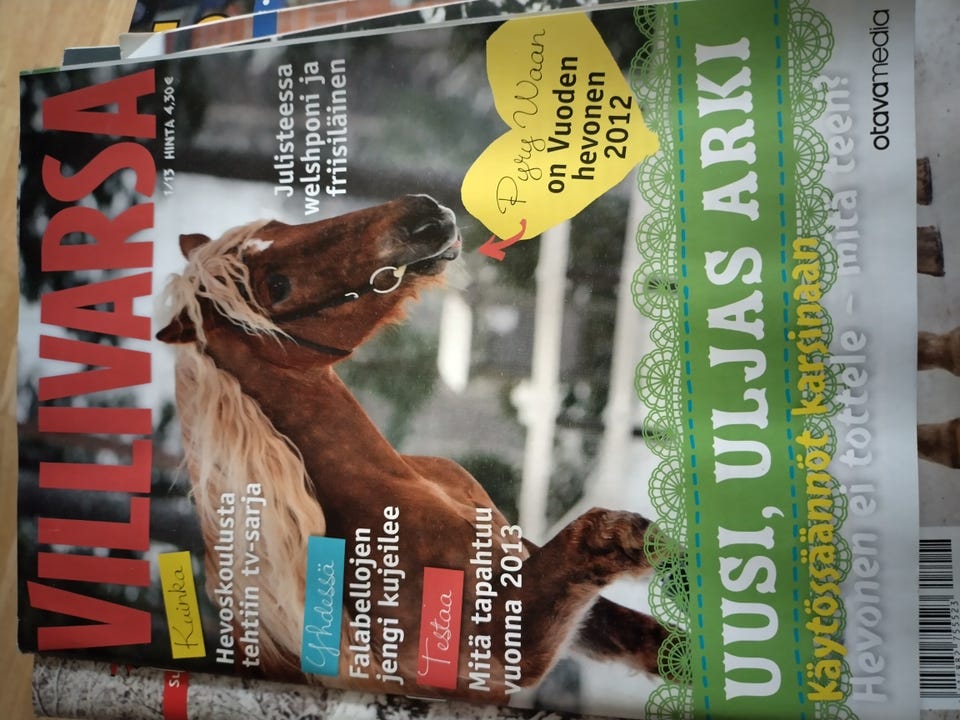 VILLIVARSA
1/13 HINTA 4,30 €
Julisteessa
welshponi ja
friisiläinen
Pyry Waan
on Vuoden
hevonen
2012
Kuinka
Hevoskoulusta
tehtiin tv-sarja
Yhdessä
Falabellojen
jengi kujeilee
Testaa
Mitä tapahtuu
vuonna 2013
UUSI, ULJAS ARKI
Käytössäännöt karsinaan
Hevonen ei tottele – mitä teen?
otavamedia